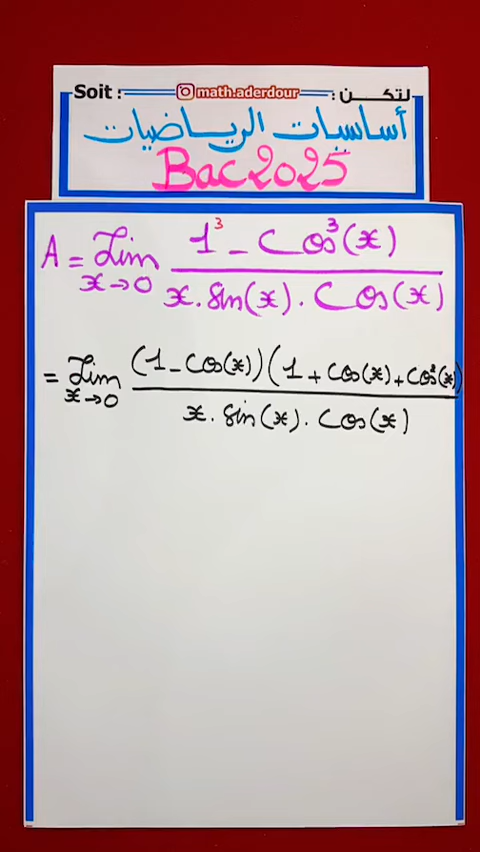 Soit : math.aderdour لتكن :
أساسيات الرياضيات
Bac2025
A = Lim x→0 (1³ - Cos³(x)) / (x.Sin(x).Cos(x))
= Lim x→0 ((1-Cos(x))(1+Cos(x)+Cos²(x))) / (x.Sin(x).Cos(x))